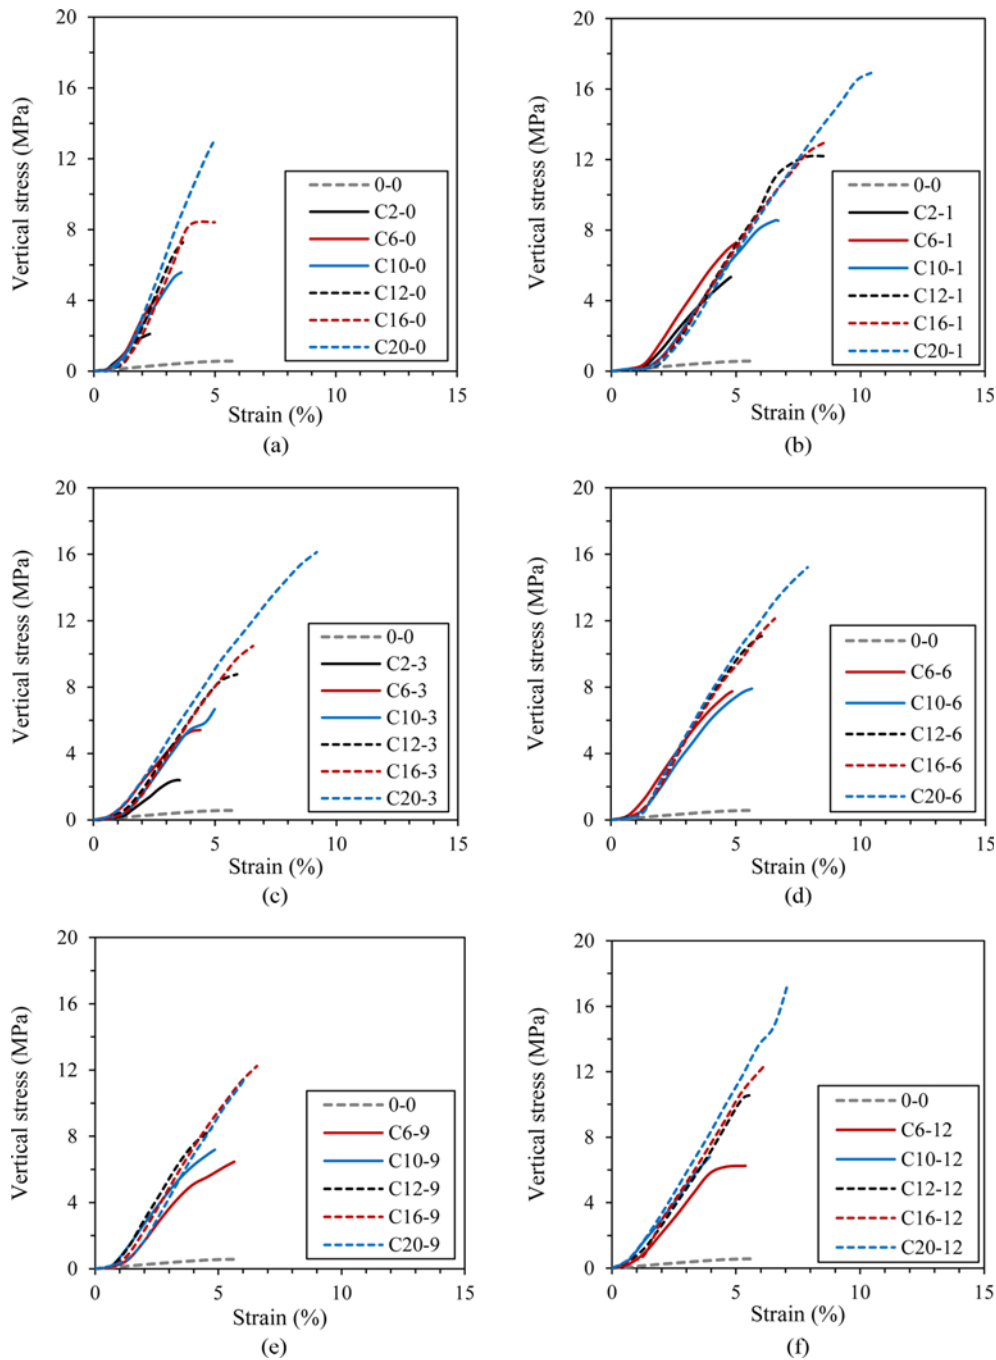 20
16
12
8
4
0
Vertical stress (MPa)
0-0
C2-0
C6-0
C10-0
C12-0
C16-0
C20-0
0 5 10 15
Strain (%)
(a)
20
16
12
8
4
0
Vertical stress (MPa)
0-0
C2-1
C6-1
C10-1
C12-1
C16-1
C20-1
0 5 10 15
Strain (%)
(b)
20
16
12
8
4
0
Vertical stress (MPa)
0-0
C2-3
C6-3
C10-3
C12-3
C16-3
C20-3
0 5 10 15
Strain (%)
(c)
20
16
12
8
4
0
Vertical stress (MPa)
0-0
C6-6
C10-6
C12-6
C16-6
C20-6
0 5 10 15
Strain (%)
(d)
20
16
12
8
4
0
Vertical stress (MPa)
0-0
C6-9
C10-9
C12-9
C16-9
C20-9
0 5 10 15
Strain (%)
(e)
20
16
12
8
4
0
Vertical stress (MPa)
0-0
C6-12
C10-12
C12-12
C16-12
C20-12
0 5 10 15
Strain (%)
(f)